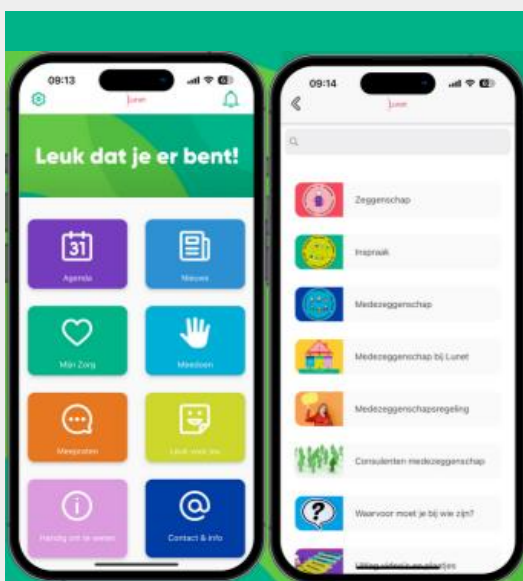 09:13
Lunet
Leuk dat je er bent!
31
Agenda
Nieuws
Mijn Zorg
Meedoen
Meepraten
Leuk voor jou
Handig om te weten
Contact & info
09:14
Lunet
Zeggenschap
Inspraak
Medezeggenschap
Medezeggenschap bij Lunet
Medezeggenschapsregeling
Consulenten medezeggenschap
Waarvoor moet je bij wie zijn?